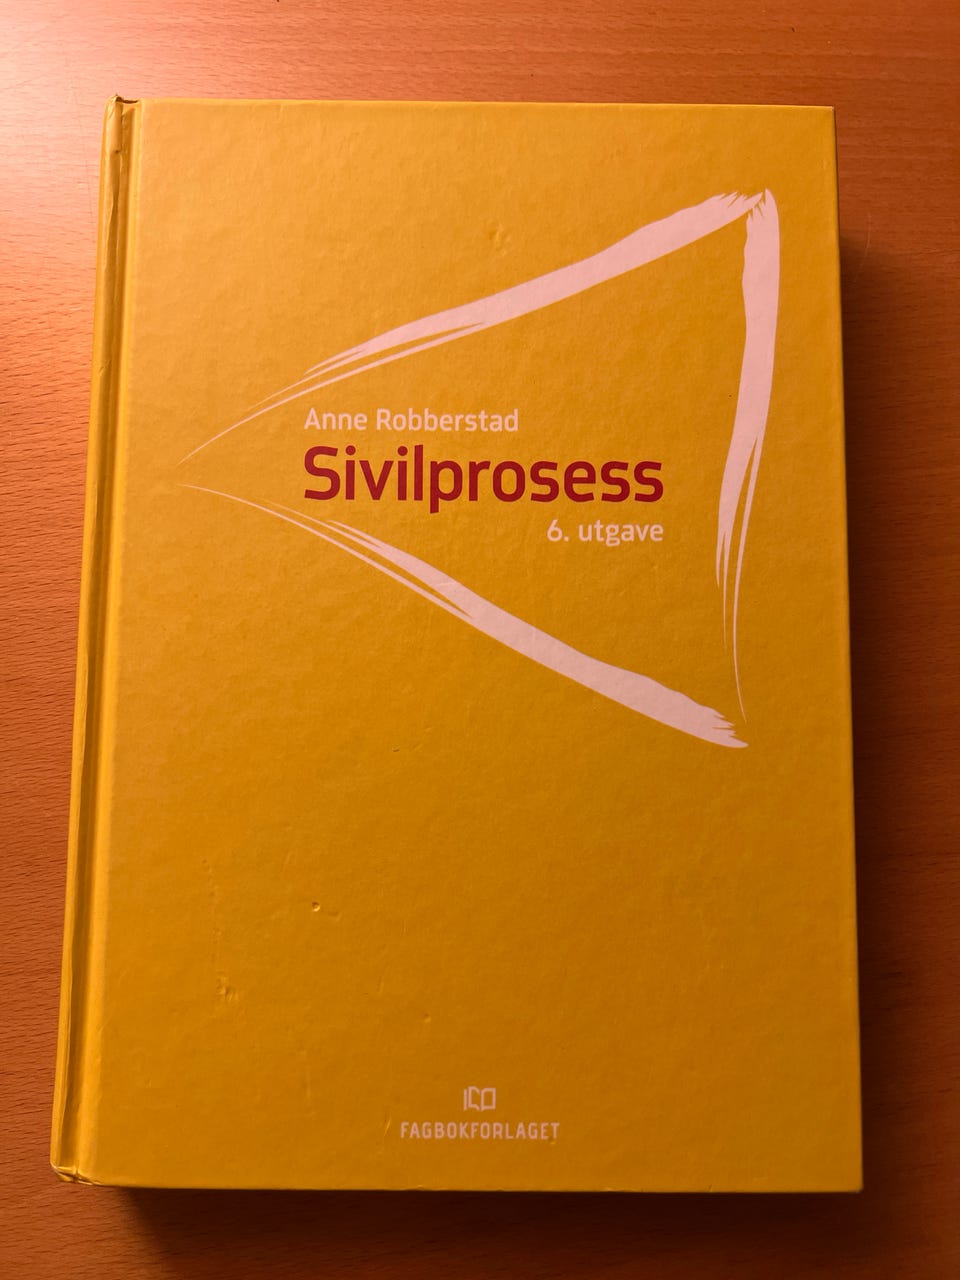 Anne Robberstad
Sivilprosess
6. utgave
FAGBOKFORLAGET